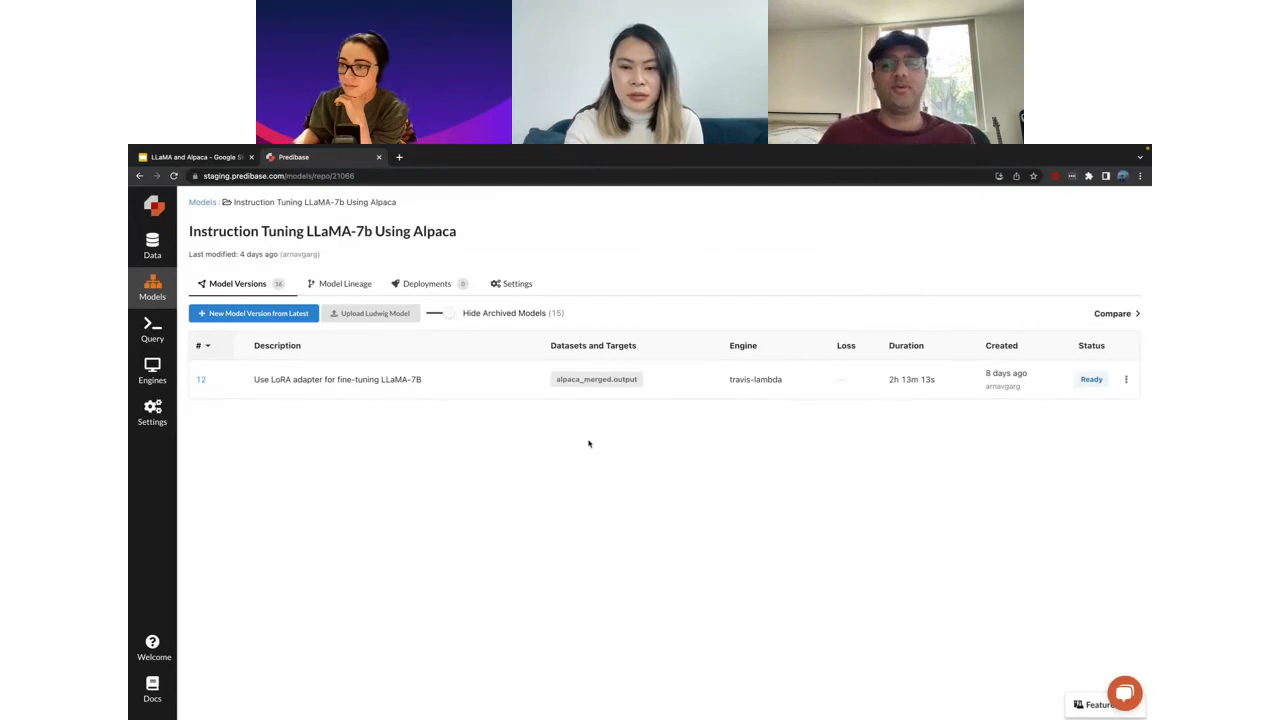 LLaMA and Alpaca - Google Sl
Predibase
staging.predibase.com/models/repo/21066
Models / Instruction Tuning LLaMA-7b Using Alpaca
Instruction Tuning LLaMA-7b Using Alpaca
Last modified: 4 days ago (arnavgarg)
Model Versions 16 Model Lineage Deployments 0 Settings
+ New Model Version from Latest Upload Ludwig Model Hide Archived Models (15) Compare
# Description Datasets and Targets Engine Loss Duration Created Status
12 Use LoRA adapter for fine-tuning LLaMA-7B alpaca_merged.output travis-lambda 2h 13m 13s 8 days ago Ready
arnavgarg
Data
Models
Query
Engines
Settings
Welcome
Docs
Feature